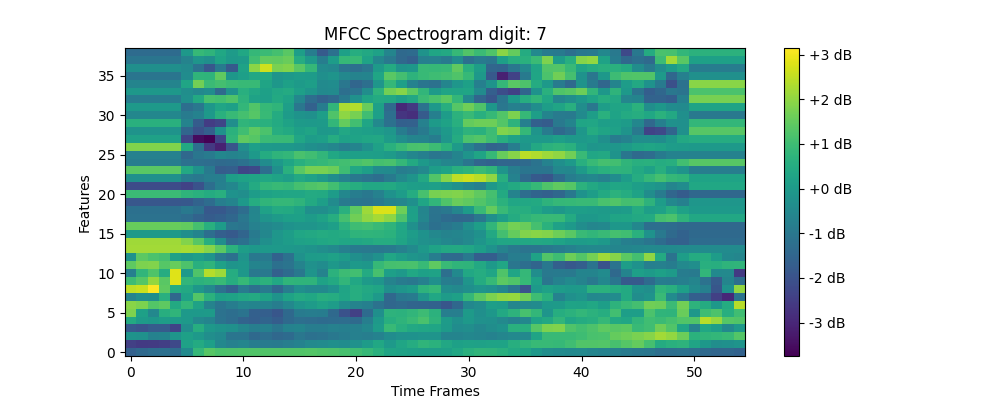 MFCC Spectrogram digit: 7
Features
35
30
25
20
15
10
5
0
0 10 20 30 40 50
Time Frames
+3 dB
+2 dB
+1 dB
+0 dB
-1 dB
-2 dB
-3 dB